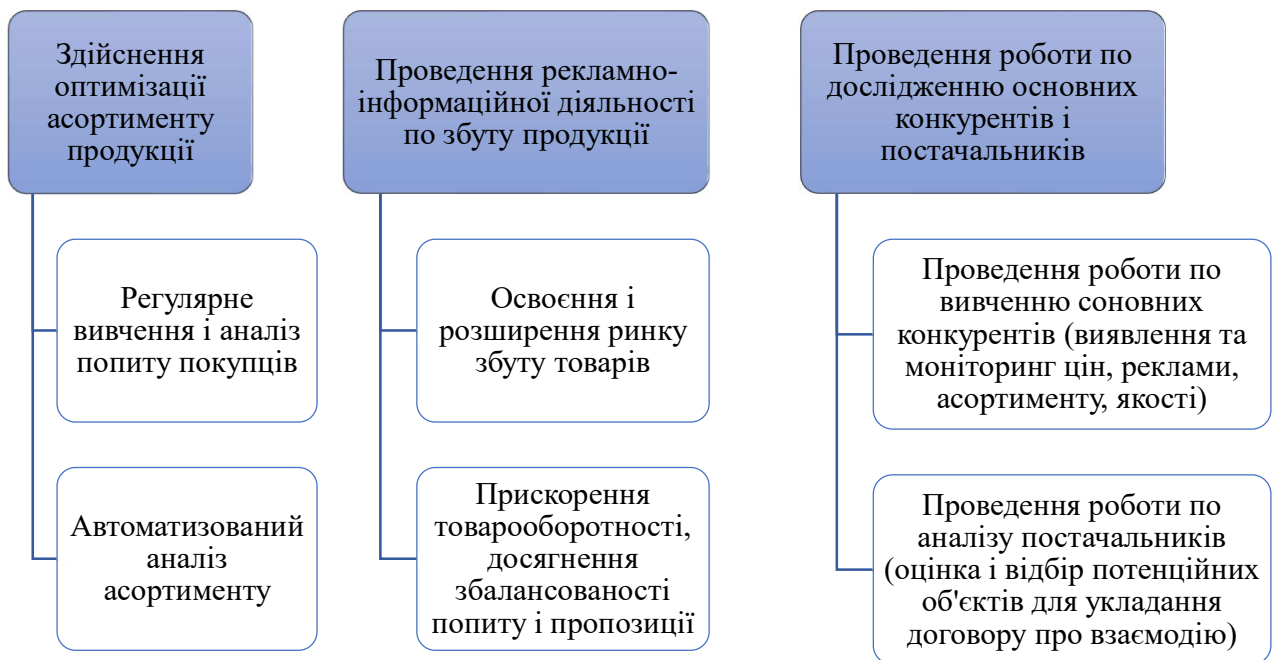 Здійснення
оптимізації
асортименту
продукції
Регулярне
вивчення і аналіз
попиту покупців
Автоматизований
аналіз
асортименту
Проведення рекламно-
інформаційної діяльності
по збуту продукції
Освоєння і
розширення ринку
збуту товарів
Прискорення
товарооборотності,
досягнення
збалансованості
попиту і пропозиції
Проведення роботи по
дослідженню основних
конкурентів і
постачальників
Проведення роботи по
вивченню соновних
конкурентів (виявлення та
моніторинг цін, реклами,
асортименту, якості)
Проведення роботи по
аналізу постачальників
(оцінка і відбір потенційних
об'єктів для укладання
договору про взаємодію)